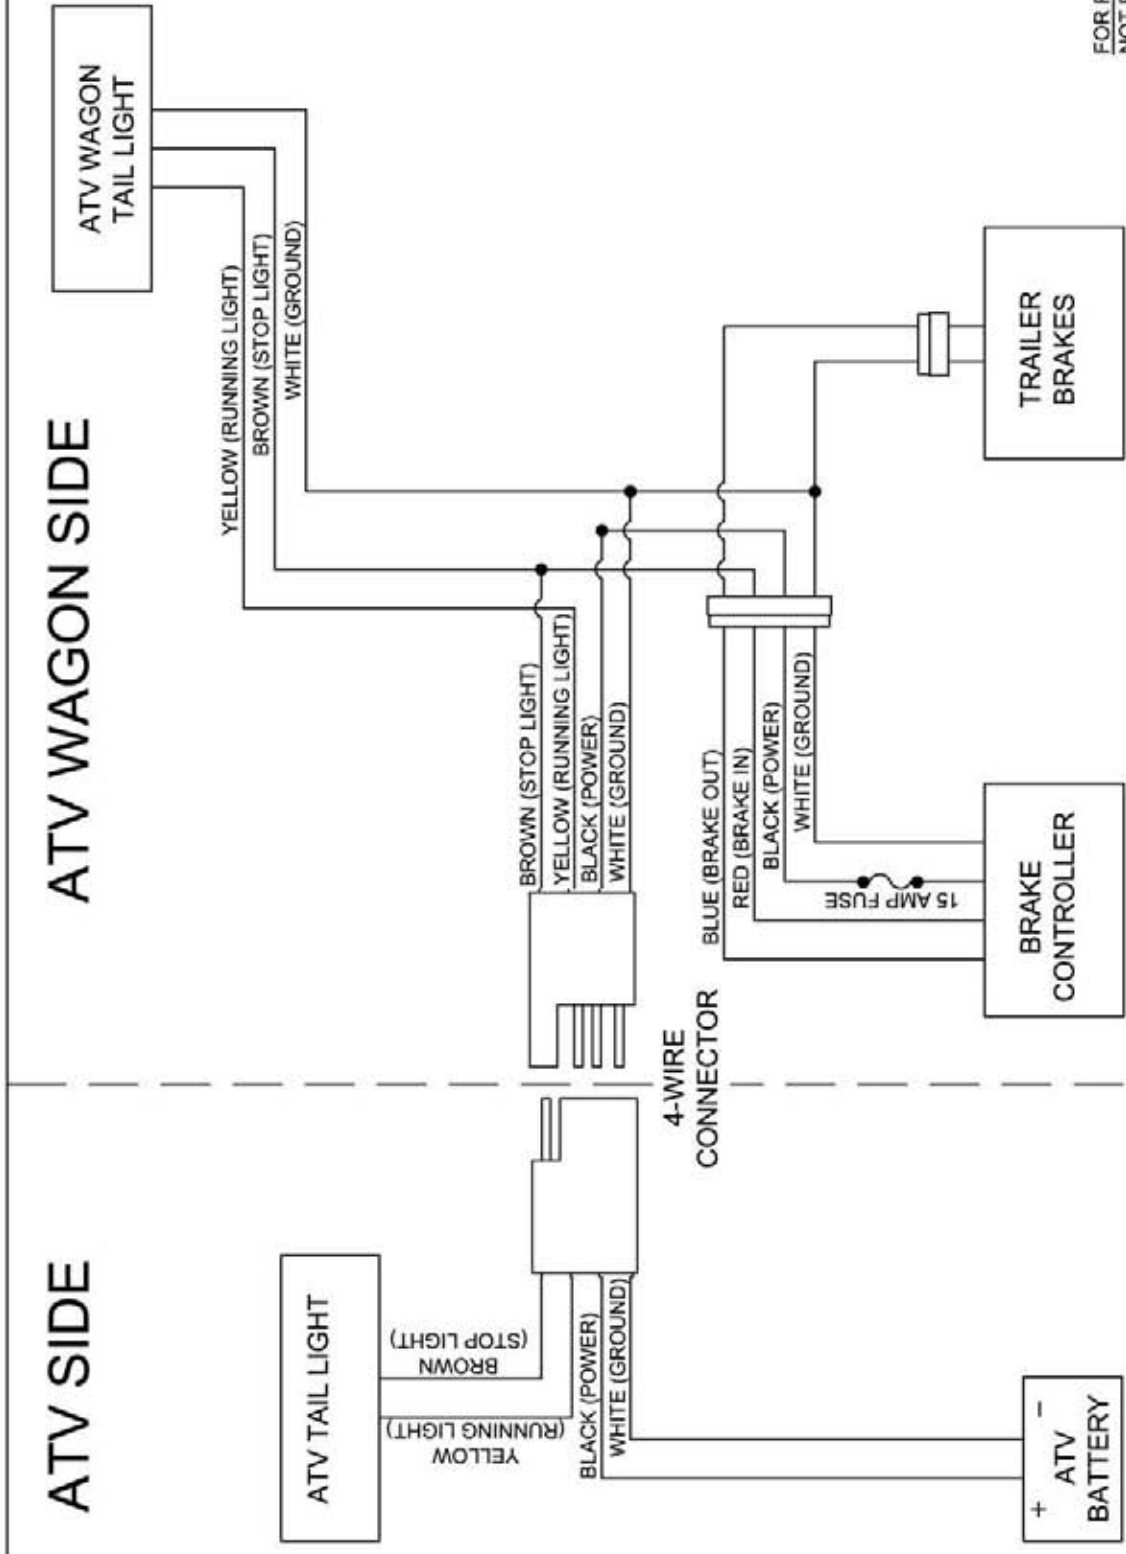 ATV SIDE
ATV WAGON SIDE
ATV TAIL LIGHT
BROWN
(STOP LIGHT)
YELLOW
(RUNNING LIGHT)
BLACK (POWER)
WHITE (GROUND)
+ −
ATV
BATTERY
4-WIRE
CONNECTOR
BROWN (STOP LIGHT)
YELLOW (RUNNING LIGHT)
BLACK (POWER)
WHITE (GROUND)
YELLOW (RUNNING LIGHT)
BROWN (STOP LIGHT)
WHITE (GROUND)
ATV WAGON
TAIL LIGHT
BLUE (BRAKE OUT)
RED (BRAKE IN)
BLACK (POWER)
WHITE (GROUND)
15 AMP FUSE
BRAKE
CONTROLLER
TRAILER
BRAKES
FOR
NOT